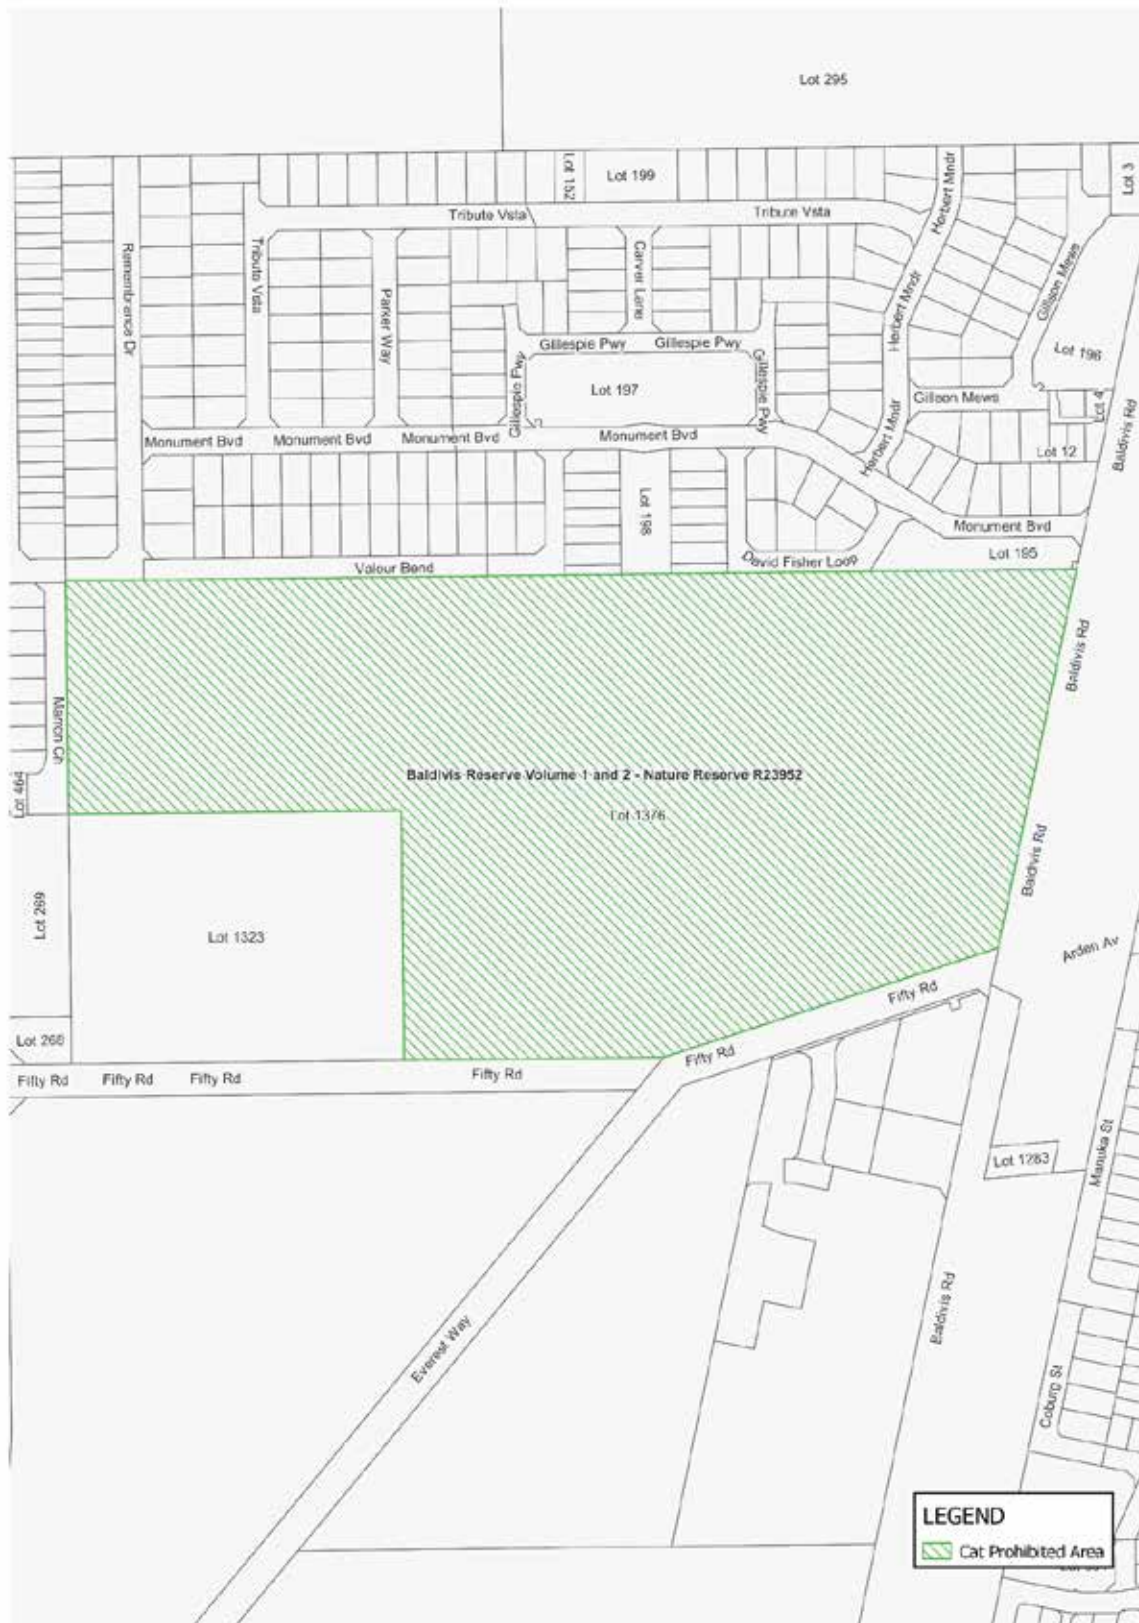 Lot 295
Lot 152
Lot 199
Lot 3
Tribute Vsta
Tribute Vsta
Herbert Mndr
Remembrance Dr
Tribute Vsta
Parker Way
Carver Lane
Herbert Mndr
Gillson Mews
Gillespie Pwy
Gillespie Pwy
Lot 196
Gillespie Pwy
Lot 197
Gillespie Pwy
Gillson Mews
Lot 4
Baldivis Rd
Monument Bvd
Monument Bvd
Monument Bvd
Monument Bvd
Herbert Mndr
Lot 12
Lot 198
Monument Bvd
Lot 195
Valour Bend
David Fisher Loop
Baldivis Rd
Marron Ch
Lot 464
Baldivis Reserve Volume 1 and 2 - Nature Reserve R23952
Lot 1376
Baldivis Rd
Lot 269
Lot 1323
Arden Av
Fifty Rd
Lot 268
Fifty Rd
Fifty Rd
Fifty Rd
Fifty Rd
Fifty Rd
Manuka St
Lot 1283
Baldivis Rd
Everest Way
Coburg St
LEGEND
Cat Prohibited Area